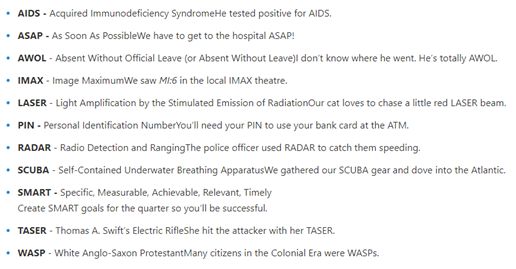 AIDS - Acquired Immunodeficiency SyndromeHe tested positive for AIDS.
ASAP - As Soon As PossibleWe have to get to the hospital ASAP!
AWOL - Absent Without Official Leave (or Absent Without Leave)I don't know where he went. He's totally AWOL.
IMAX - Image MaximumWe saw MI:6 in the local IMAX theatre.
LASER - Light Amplification by the Stimulated Emission of RadiationOur cat loves to chase a little red LASER beam.
PIN - Personal Identification NumberYou'll need your PIN to use your bank card at the ATM.
RADAR - Radio Detection and RangingThe police officer used RADAR to catch them speeding.
SCUBA - Self-Contained Underwater Breathing ApparatusWe gathered our SCUBA gear and dove into the Atlantic.
SMART - Specific, Measurable, Achievable, Relevant, Timely
Create SMART goals for the quarter so you'll be successful.
TASER - Thomas A. Swift's Electric RifleShe hit the attacker with her TASER.
WASP - White Anglo-Saxon ProtestantMany citizens in the Colonial Era were WASPs.